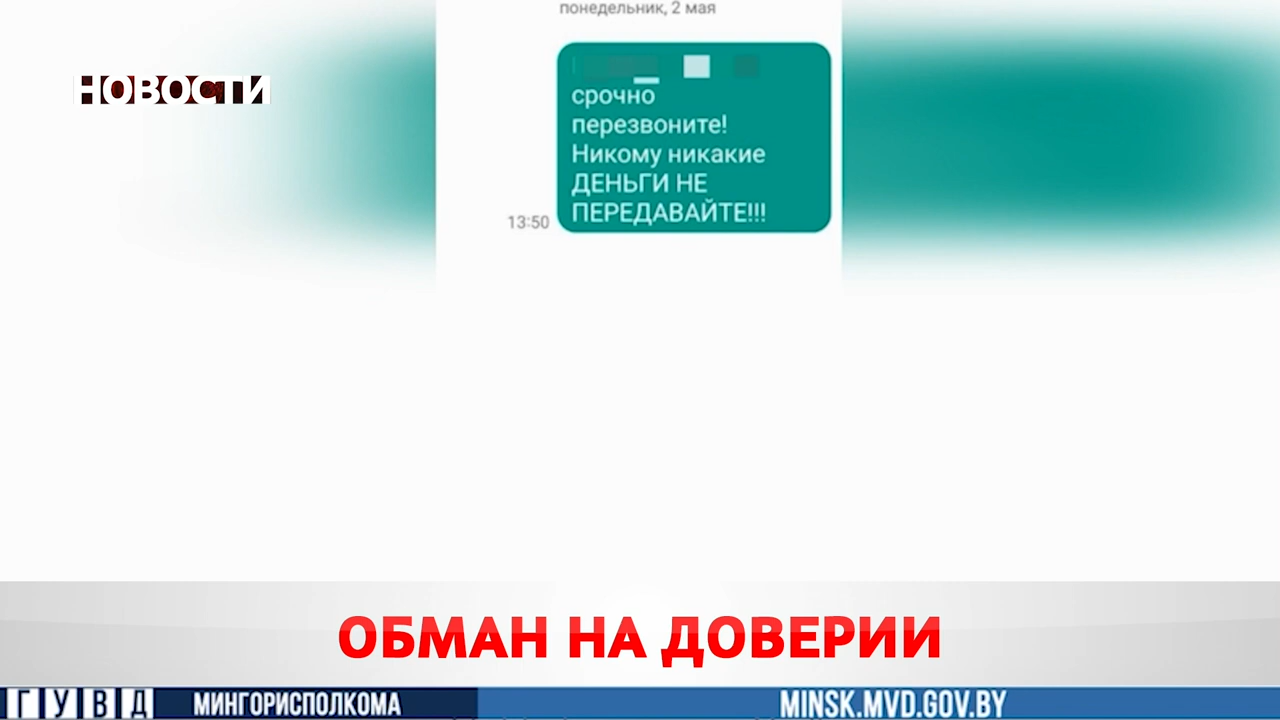 понедельник, 2 мая
НОВОСТИ
срочно
перезвоните!
Никому никакие
ДЕНЬГИ НЕ
ПЕРЕДАВАЙТЕ!!!
13:50
ОБМАН НА ДОВЕРИИ
ГУВД МИНГОРИСПОЛКОМА MINSK.MVD.GOV.BY